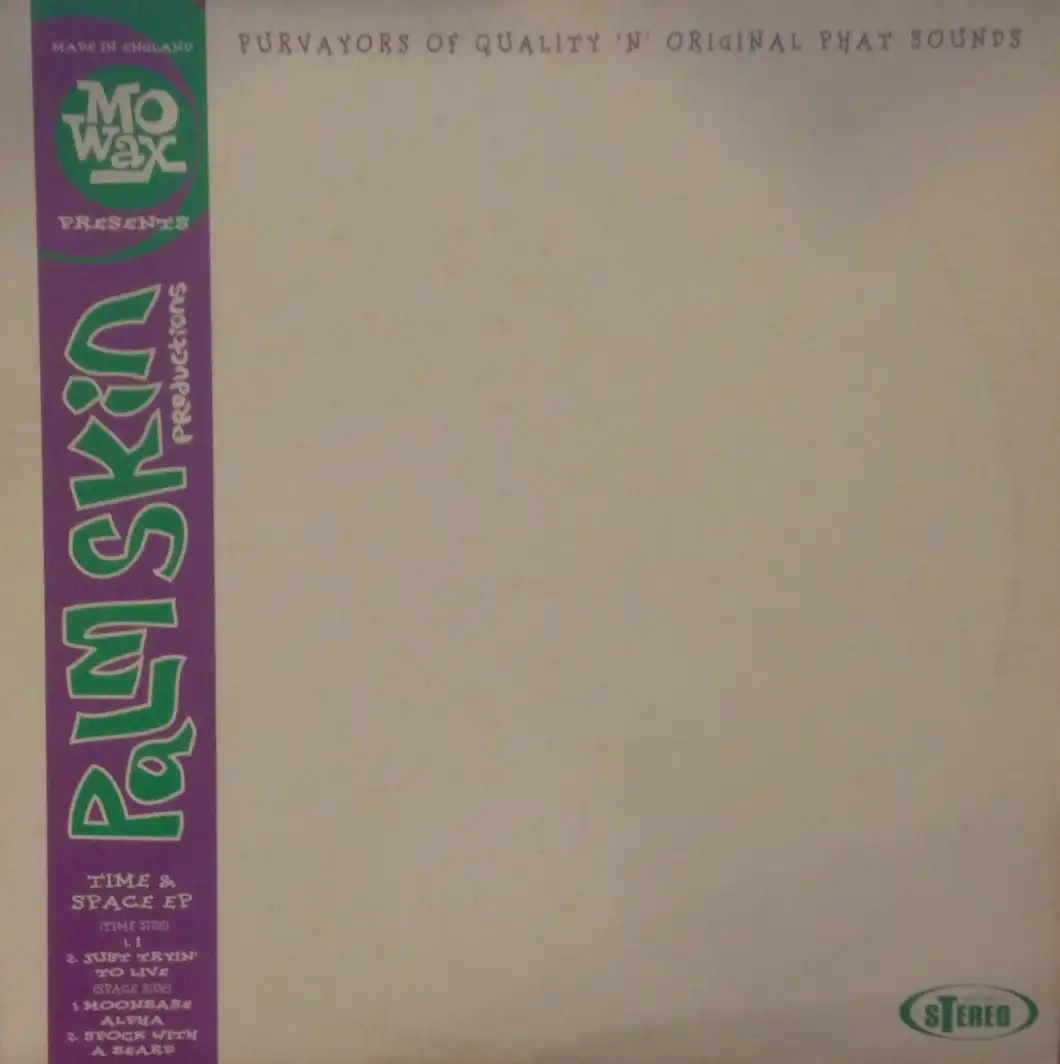 MADE IN ENGLAND
PURVAYORS OF QUALITY 'N' ORIGINAL PHAT SOUNDS
MO
WAX
PRESENTS
PALM SKIN
PRODUCTIONS
TIME &
SPACE EP
(TIME SIDE)
1. I
2. JUST TRYIN'
TO LIVE
(SPACE SIDE)
1. MOONBASE
ALPHA
2. SPOCK WITH
A BEARD
STEREO